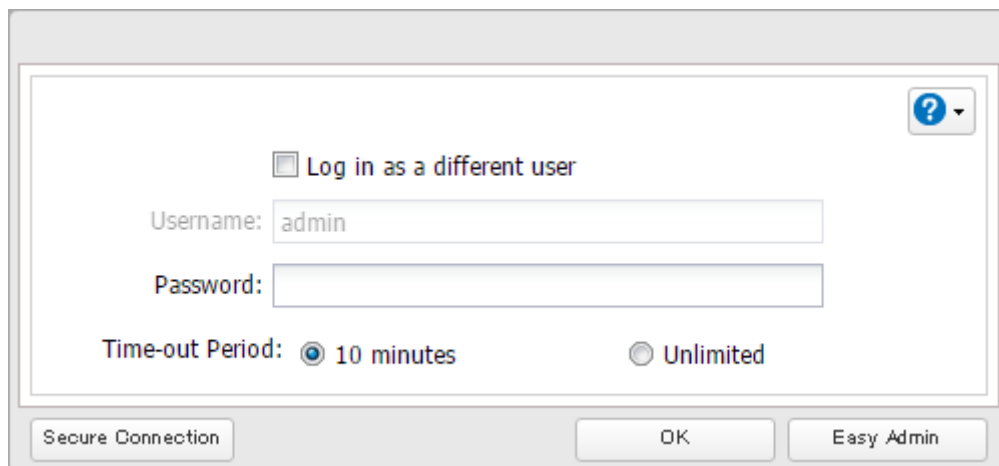 ?
Log in as a different user
Username: admin
Password:
Time-out Period: 10 minutes Unlimited
Secure Connection OK Easy Admin